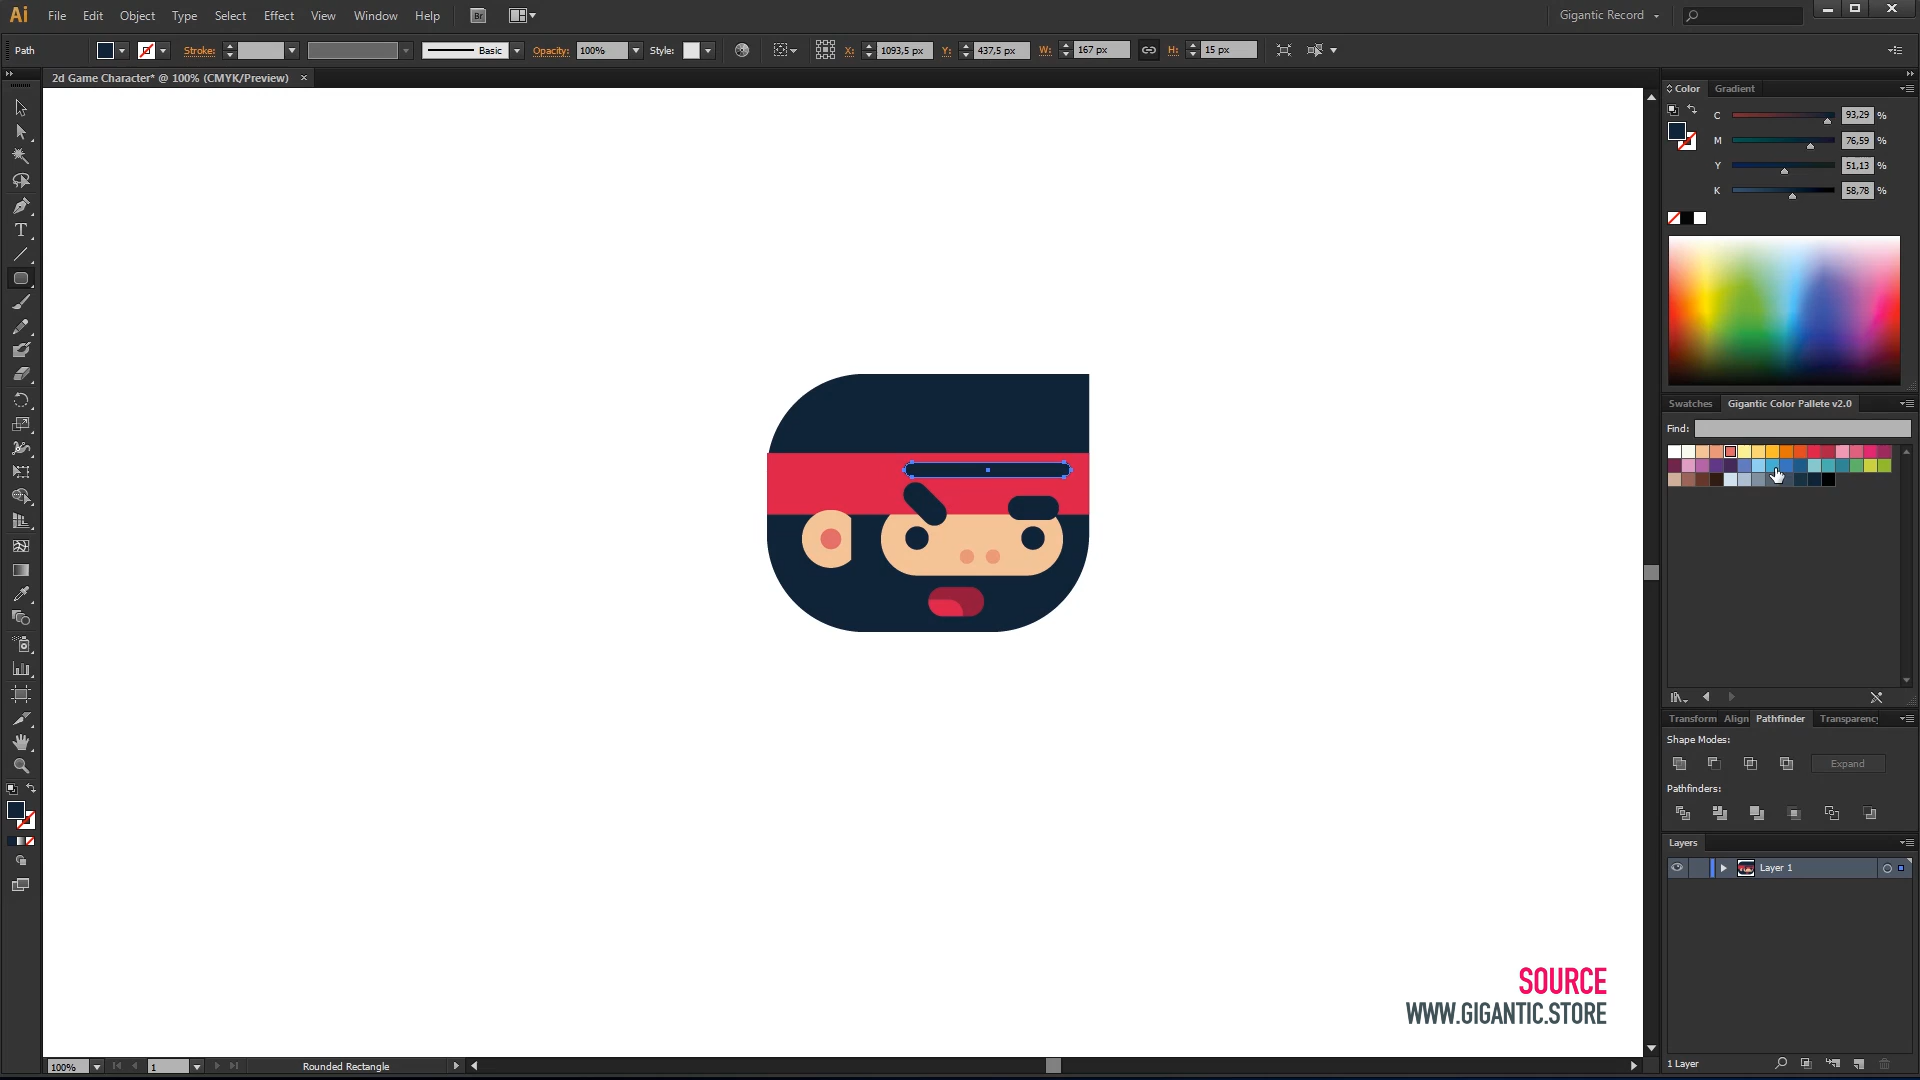 Ai File Edit Object Type Select Effect View Window Help Br Gigantic Record
Path Stroke: Basic Opacity: 100% Style: X: 1093,5 px Y: 437,5 px W: 167 px H: 15 px
2d Game Character* @ 100% (CMYK/Preview) ×
Color Gradient
C 93,29 %
M 76,59 %
Y 51,13 %
K 58,78 %
Swatches Gigantic Color Pallete v2.0
Find:
Transform Align Pathfinder Transparency
Shape Modes:
Expand
Pathfinders:
Layers
Layer 1
SOURCE
WWW.GIGANTIC.STORE
1 Layer
100% 1 Rounded Rectangle